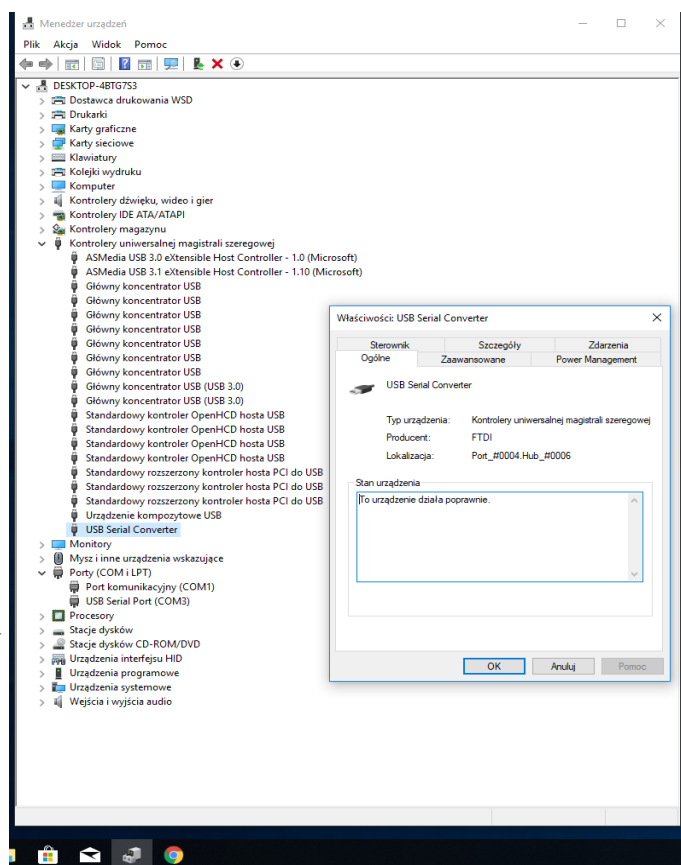 Menedżer urządzeń
Plik Akcja Widok Pomoc
DESKTOP-4BTG7S3
Dostawca drukowania WSD
Drukarki
Karty graficzne
Karty sieciowe
Klawiatury
Kolejki wydruku
Komputer
Kontrolery dźwięku, wideo i gier
Kontrolery IDE ATA/ATAPI
Kontrolery magazynu
Kontrolery uniwersalnej magistrali szeregowej
ASMedia USB 3.0 eXtensible Host Controller - 1.0 (Microsoft)
ASMedia USB 3.1 eXtensible Host Controller - 1.10 (Microsoft)
Główny koncentrator USB
Główny koncentrator USB
Główny koncentrator USB
Główny koncentrator USB
Główny koncentrator USB
Główny koncentrator USB
Główny koncentrator USB
Główny koncentrator USB (USB 3.0)
Główny koncentrator USB (USB 3.0)
Standardowy kontroler OpenHCD hosta USB
Standardowy kontroler OpenHCD hosta USB
Standardowy kontroler OpenHCD hosta USB
Standardowy kontroler OpenHCD hosta USB
Standardowy rozszerzony kontroler hosta PCI do USB
Standardowy rozszerzony kontroler hosta PCI do USB
Standardowy rozszerzony kontroler hosta PCI do USB
Urządzenie kompozytowe USB
USB Serial Converter
Monitory
Mysz i inne urządzenia wskazujące
Porty (COM i LPT)
Port komunikacyjny (COM1)
USB Serial Port (COM3)
Procesory
Stacje dysków
Stacje dysków CD-ROM/DVD
Urządzenia interfejsu HID
Urządzenia programowe
Urządzenia systemowe
Wejścia i wyjścia audio
Właściwości: USB Serial Converter
Sterownik Szczegóły Zdarzenia
Ogólne Zaawansowane Power Management
USB Serial Converter
Typ urządzenia: Kontrolery uniwersalnej magistrali szeregowej
Producent: FTDI
Lokalizacja: Port_#0004.Hub_#0006
Stan urządzenia
To urządzenie działa poprawnie.
OK Anuluj Pomoc